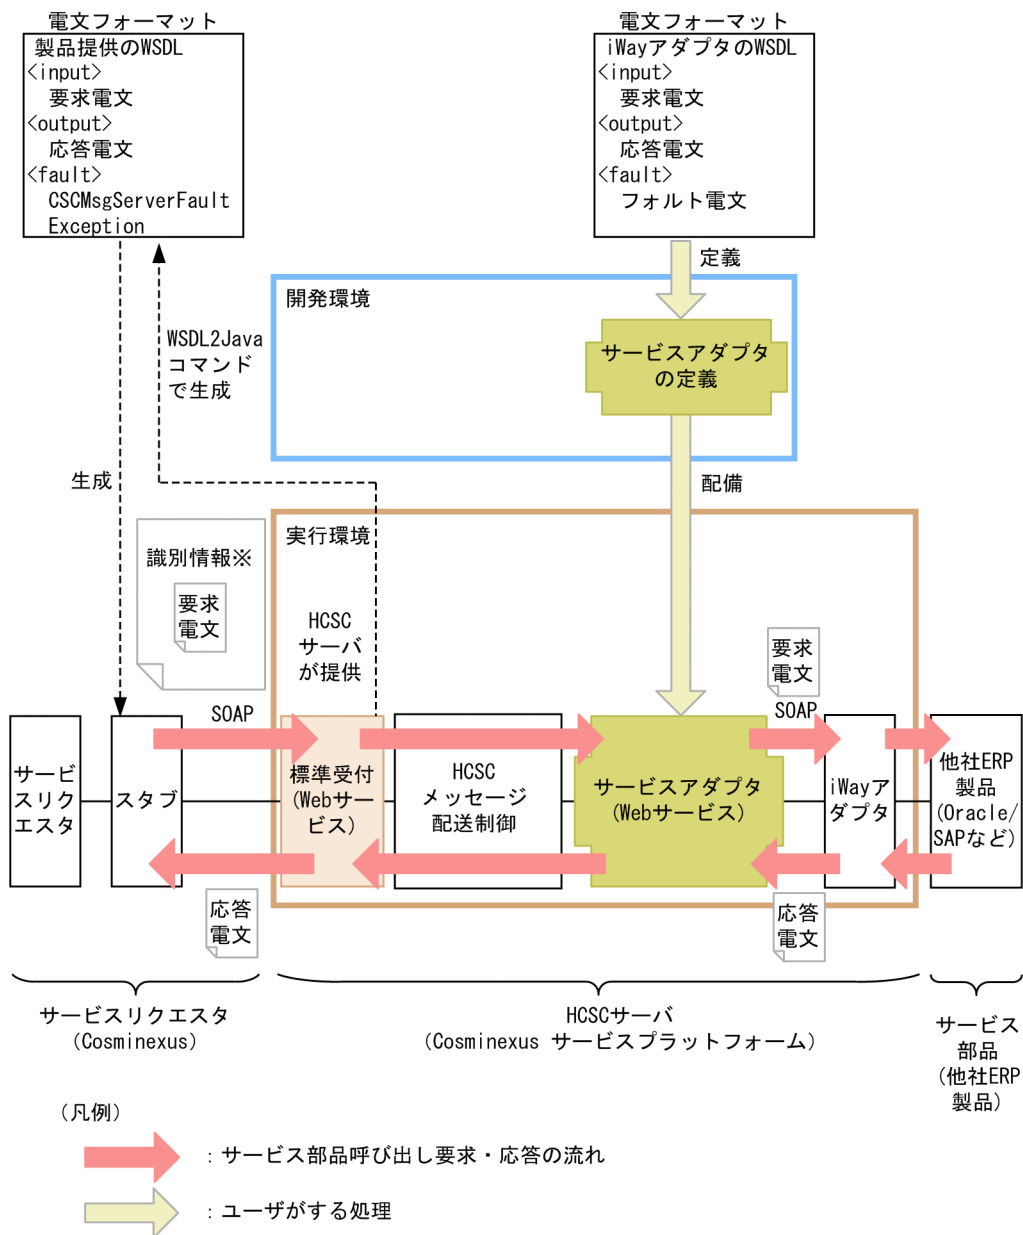 電文フォーマット
製品提供のWSDL
<input>
要求電文
<output>
応答電文
<fault>
CSCMsgServerFault
Exception
電文フォーマット
iWayアダプタのWSDL
<input>
要求電文
<output>
応答電文
<fault>
フォルト電文
定義
開発環境
サービスアダプタ
の定義
WSDL2Java
コマンド
で生成
生成
配備
実行環境
識別情報※
要求
電文
HCSC
サーバ
が提供
要求
電文
SOAP
SOAP
サービ
スリク
エスタ
スタブ
標準受付
(Webサー
ビス)
HCSC
メッセージ
配送制御
サービスアダプタ
(Webサービス)
iWayア
ダプタ
他社ERP
製品
(Oracle/
SAPなど)
応答
電文
応答
電文
サービスリクエスタ
(Cosminexus)
HCSCサーバ
(Cosminexus サービスプラットフォーム)
サービス
部品
(他社ERP
製品)
(凡例)
:サービス部品呼び出し要求・応答の流れ
:ユーザがする処理